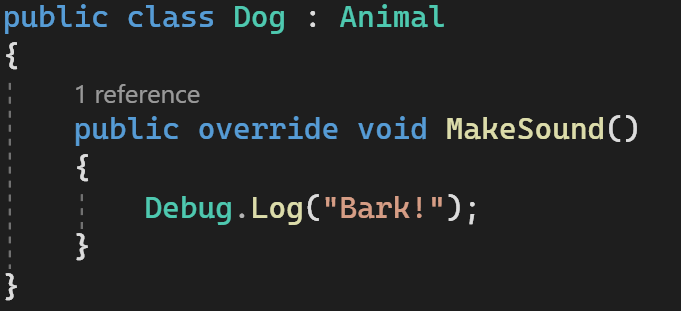 public class Dog : Animal
{
1 reference
public override void MakeSound()
{
Debug.Log("Bark!");
}
}